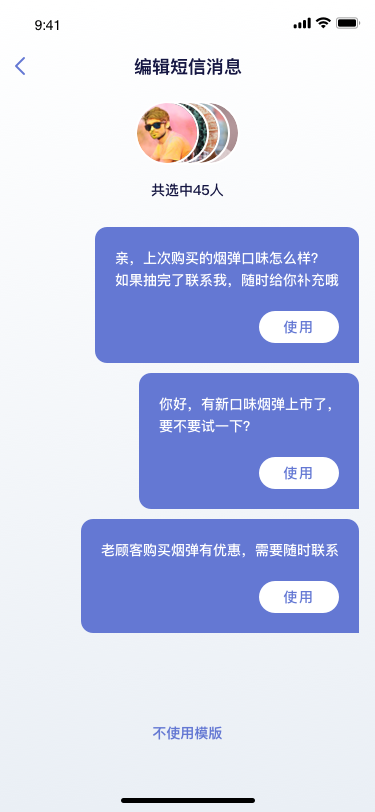 9:41
编辑短信消息
共选中45人
亲，上次购买的烟弹口味怎么样?
如果抽完了联系我，随时给你补充哦
使用
你好，有新口味烟弹上市了，
要不要试一下?
使用
老顾客购买烟弹有优惠，需要随时联系
使用
不使用模版